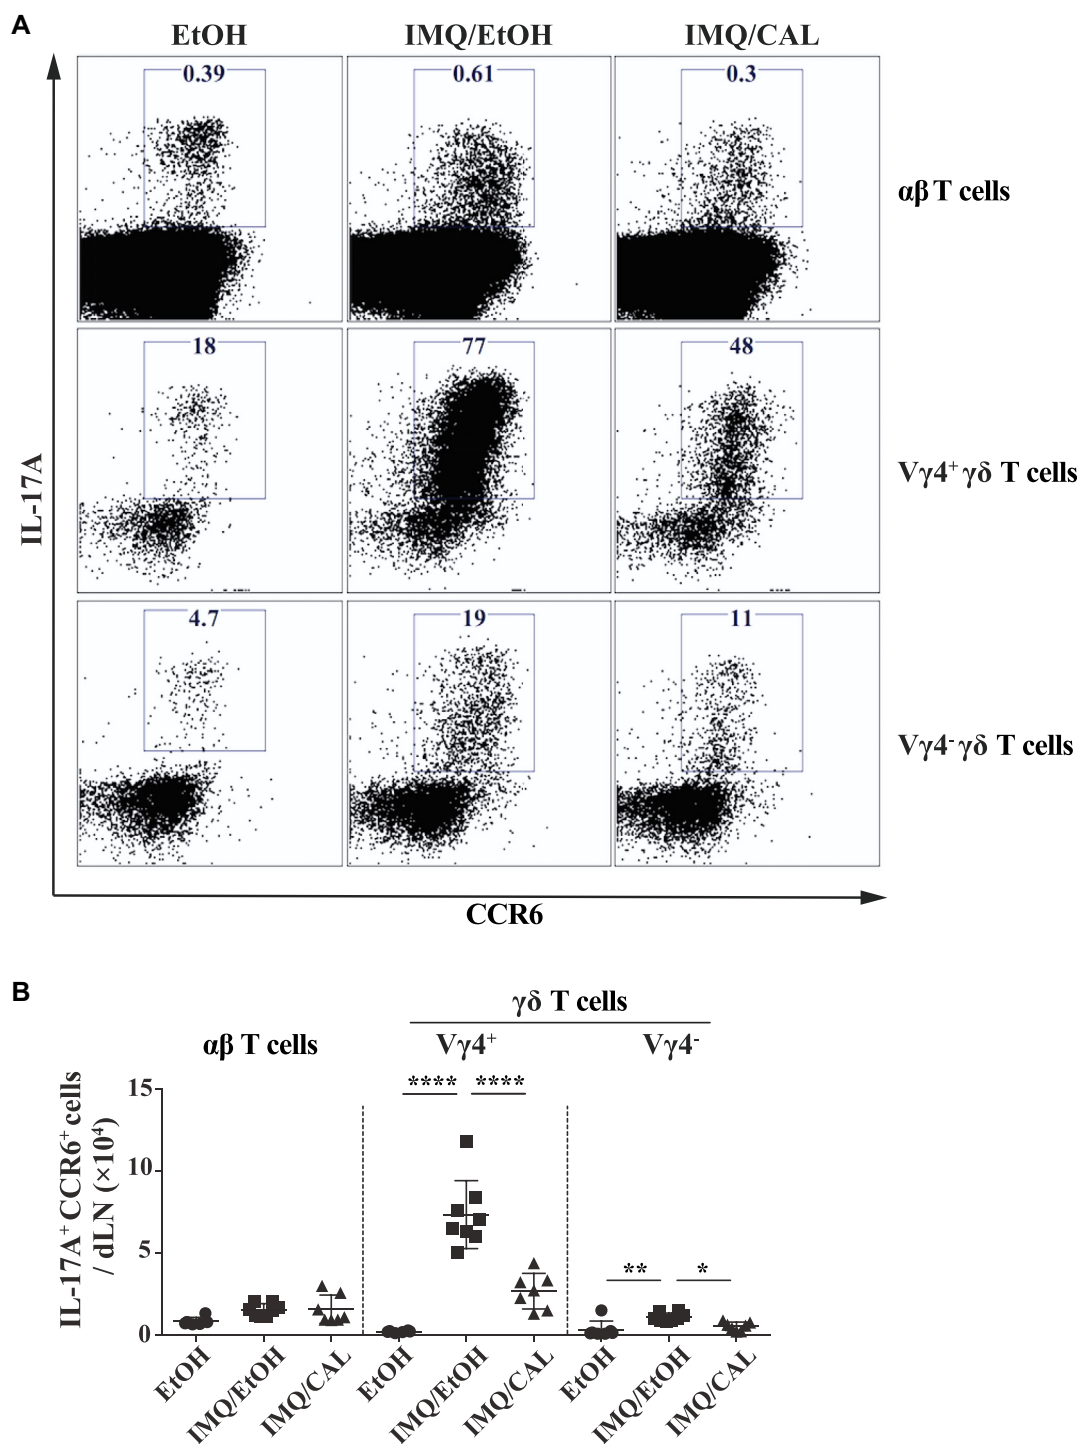 A
EtOH IMQ/EtOH IMQ/CAL
0.39 0.61 0.3
αβ T cells
18 77 48
Vγ4⁺ γδ T cells
4.7 19 11
Vγ4⁻ γδ T cells
IL-17A
CCR6
B
γδ T cells
αβ T cells Vγ4⁺ Vγ4⁻
**** ****
** *
IL-17A⁺ CCR6⁺ cells
/ dLN (×10⁴)
15
10
5
0
EtOH IMQ/EtOH IMQ/CAL EtOH IMQ/EtOH IMQ/CAL EtOH IMQ/EtOH IMQ/CAL